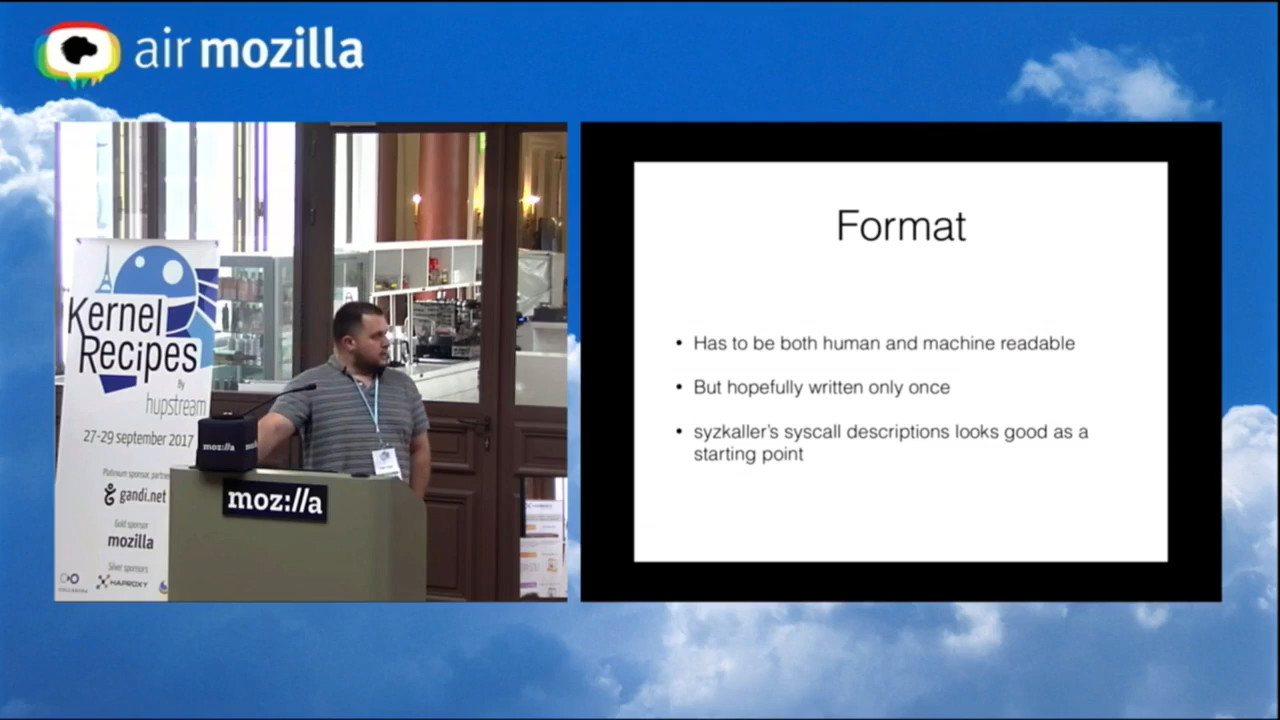 air mozilla
Kernel
Recipes
By
hupstream
27-29 september 2017
Platinum sponsor, partner
gandi.net
Gold sponsor
mozilla
Silver sponsors
HAPROXY
moz://a
moz://a
Format
• Has to be both human and machine readable
• But hopefully written only once
• syzkaller's syscall descriptions looks good as a
starting point